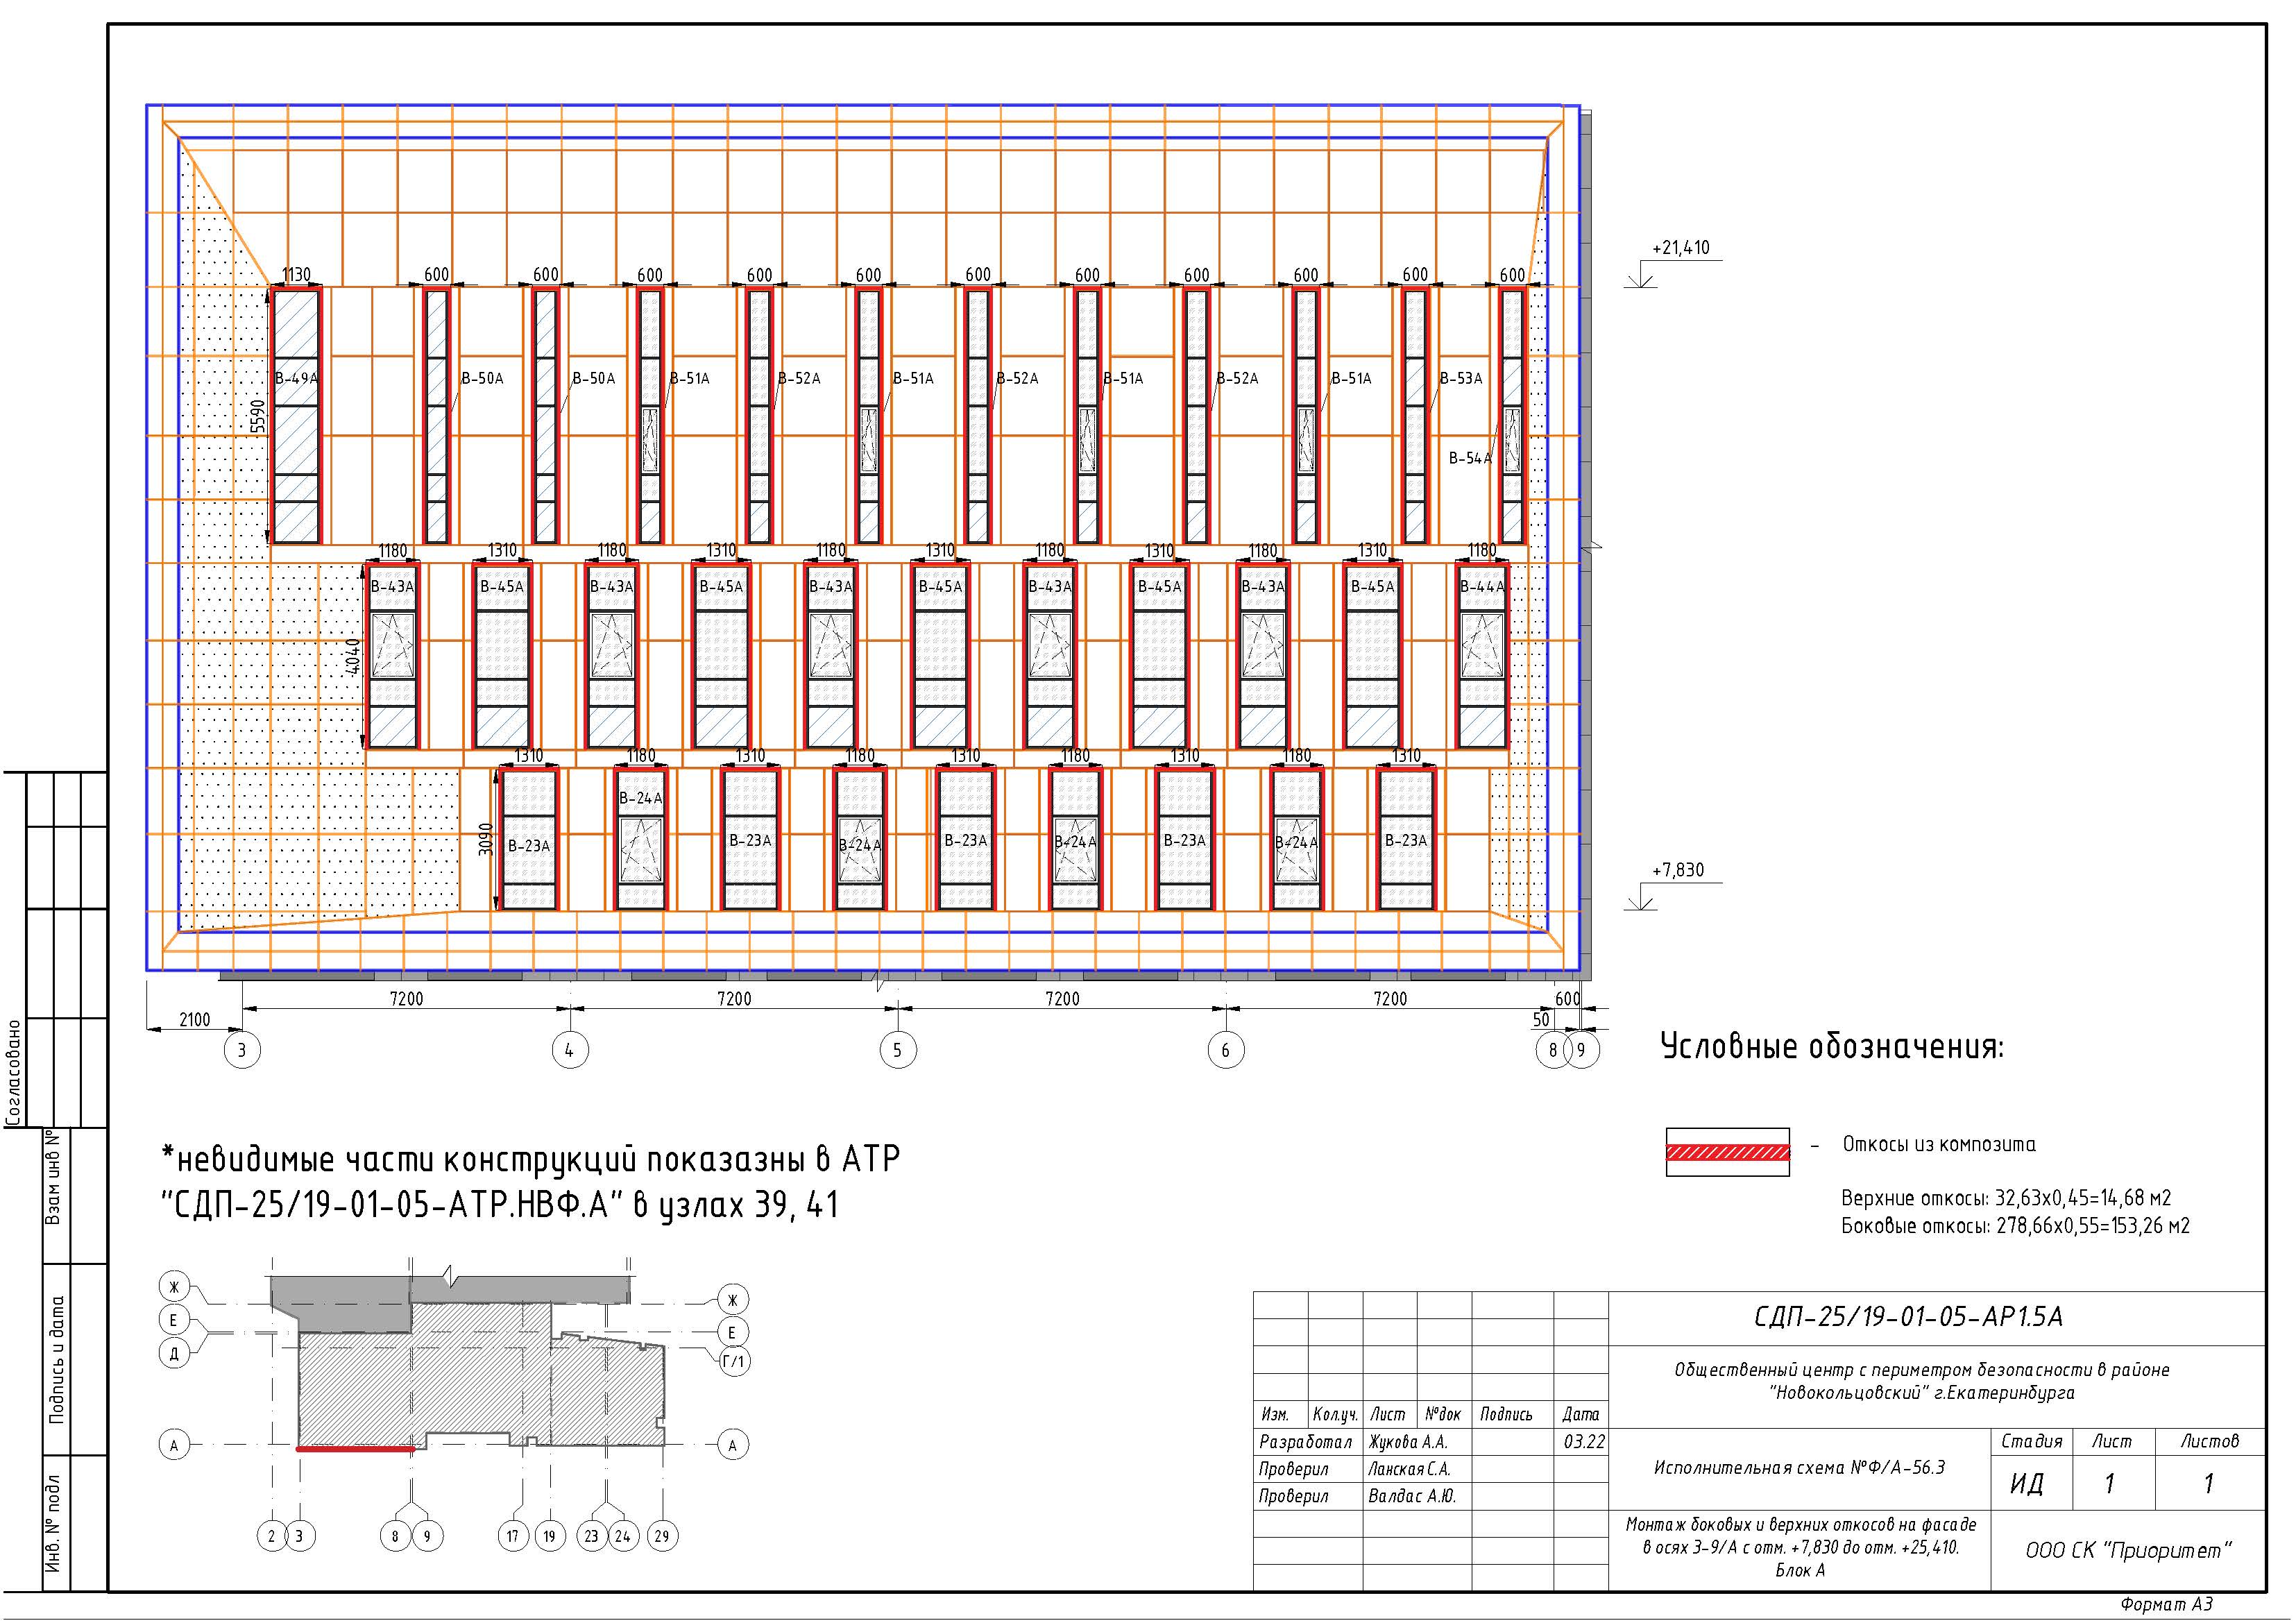 +21,410
1130 600 600 600 600 600 600 600 600 600 600 600
В-49А В-50А В-50А В-51А В-52А В-51А В-52А В-51А В-52А В-51А В-53А
5590
В-54А
1180 1310 1180 1310 1180 1310 1180 1310 1180 1310 1180
В-43А В-45А В-43А В-45А В-43А В-45А В-43А В-45А В-43А В-45А В-44А
4040
1310 1180 1310 1180 1310 1180 1310 1180 1310
В-24А
3090
В-23А В-23А В-24А В-23А В-24А В-23А В-24А В-23А
+7,830
7200 7200 7200 7200 600
2100 50
3 4 5 6 8 9
Условные обозначения:
- Откосы из композита
Верхние откосы: 32,63х0,45=14,68 м2
Боковые откосы: 278,66х0,55=153,26 м2
*невидимые части конструкций показазны в АТР
"СДП-25/19-01-05-АТР.НВФ.А" в узлах 39, 41
Ж Ж
Е Е
Д Г/1
А А
2 3 8 9 17 19 23 24 29
Согласовано
Взам инв №
Подпись и дата
Инв. № подл
СДП-25/19-01-05-АР1.5А
Общественный центр с периметром безопасности в районе
"Новокольцовский" г.Екатеринбурга
Изм. Кол.уч. Лист №док Подпись Дата
Разработал Жукова А.А. 03.22
Проверил Ланская С.А.
Проверил Валдас А.Ю.
Исполнительная схема №Ф/А-56.3
Стадия Лист Листов
ИД 1 1
Монтаж боковых и верхних откосов на фасаде
в осях 3-9/А с отм. +7,830 до отм. +25,410.
Блок А
ООО СК "Приоритет"
Формат А3